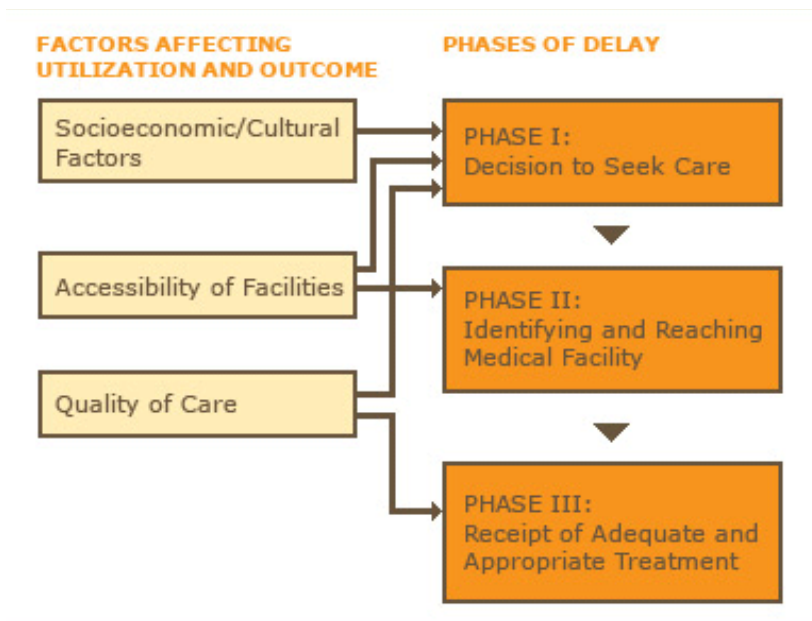 FACTORS AFFECTING
UTILIZATION AND OUTCOME
Socioeconomic/Cultural
Factors
Accessibility of Facilities
Quality of Care
PHASES OF DELAY
PHASE I:
Decision to Seek Care
PHASE II:
Identifying and Reaching
Medical Facility
PHASE III:
Receipt of Adequate and
Appropriate Treatment